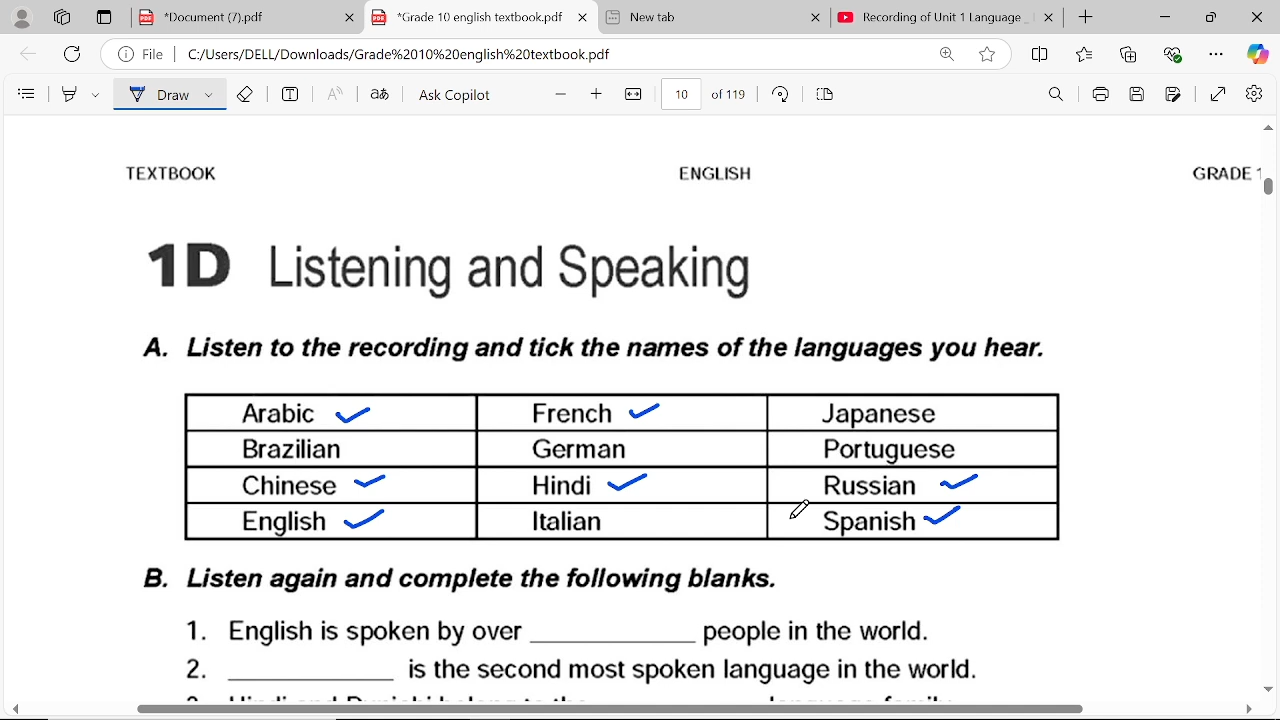 *Document (7).pdf
*Grade 10 english textbook.pdf
New tab
Recording of Unit 1 Language
File
C:/Users/DELL/Downloads/Grade%2010%20english%20textbook.pdf
Draw
Ask Copilot
10 of 119
TEXTBOOK ENGLISH GRADE 1
1D Listening and Speaking
A. Listen to the recording and tick the names of the languages you hear.
Arabic French Japanese
Brazilian German Portuguese
Chinese Hindi Russian
English Italian Spanish
B. Listen again and complete the following blanks.
1. English is spoken by over ____________ people in the world.
2. ____________ is the second most spoken language in the world.